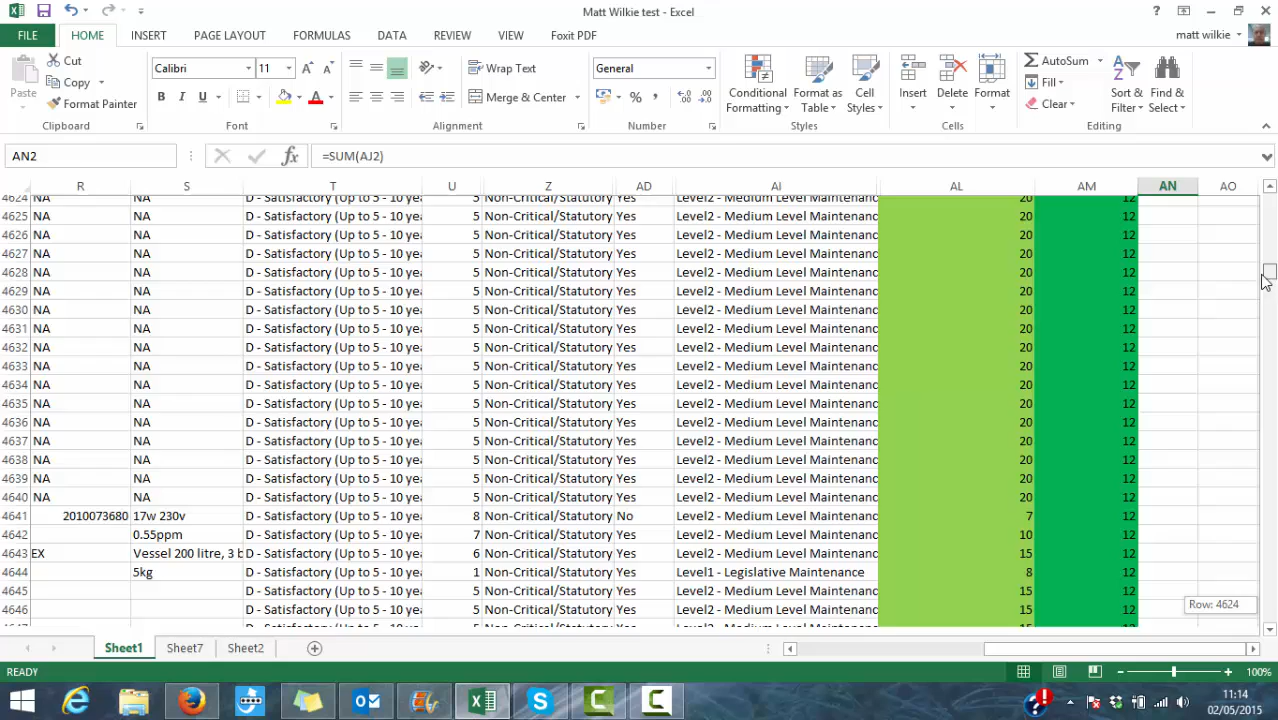 Matt Wilkie test - Excel
FILE HOME INSERT PAGE LAYOUT FORMULAS DATA REVIEW VIEW Foxit PDF matt wilkie
Cut Calibri 11 Wrap Text General AutoSum
Paste Copy Fill
Format Painter B I U Merge & Center % Conditional Formatting Format as Table Cell Styles Insert Delete Format Clear Sort & Filter Find & Select
Clipboard Font Alignment Number Styles Cells Editing
AN2 =SUM(AJ2)
R S T U Z AD AI AL AM AN AO
4624 NA NA D - Satisfactory (Up to 5 - 10 yea 5 Non-Critical/Statutory Yes Level2 - Medium Level Maintenanc 20 12
4625 NA NA D - Satisfactory (Up to 5 - 10 yea 5 Non-Critical/Statutory Yes Level2 - Medium Level Maintenanc 20 12
4626 NA NA D - Satisfactory (Up to 5 - 10 yea 5 Non-Critical/Statutory Yes Level2 - Medium Level Maintenanc 20 12
4627 NA NA D - Satisfactory (Up to 5 - 10 yea 5 Non-Critical/Statutory Yes Level2 - Medium Level Maintenanc 20 12
4628 NA NA D - Satisfactory (Up to 5 - 10 yea 5 Non-Critical/Statutory Yes Level2 - Medium Level Maintenanc 20 12
4629 NA NA D - Satisfactory (Up to 5 - 10 yea 5 Non-Critical/Statutory Yes Level2 - Medium Level Maintenanc 20 12
4630 NA NA D - Satisfactory (Up to 5 - 10 yea 5 Non-Critical/Statutory Yes Level2 - Medium Level Maintenanc 20 12
4631 NA NA D - Satisfactory (Up to 5 - 10 yea 5 Non-Critical/Statutory Yes Level2 - Medium Level Maintenanc 20 12
4632 NA NA D - Satisfactory (Up to 5 - 10 yea 5 Non-Critical/Statutory Yes Level2 - Medium Level Maintenanc 20 12
4633 NA NA D - Satisfactory (Up to 5 - 10 yea 5 Non-Critical/Statutory Yes Level2 - Medium Level Maintenanc 20 12
4634 NA NA D - Satisfactory (Up to 5 - 10 yea 5 Non-Critical/Statutory Yes Level2 - Medium Level Maintenanc 20 12
4635 NA NA D - Satisfactory (Up to 5 - 10 yea 5 Non-Critical/Statutory Yes Level2 - Medium Level Maintenanc 20 12
4636 NA NA D - Satisfactory (Up to 5 - 10 yea 5 Non-Critical/Statutory Yes Level2 - Medium Level Maintenanc 20 12
4637 NA NA D - Satisfactory (Up to 5 - 10 yea 5 Non-Critical/Statutory Yes Level2 - Medium Level Maintenanc 20 12
4638 NA NA D - Satisfactory (Up to 5 - 10 yea 5 Non-Critical/Statutory Yes Level2 - Medium Level Maintenanc 20 12
4639 NA NA D - Satisfactory (Up to 5 - 10 yea 5 Non-Critical/Statutory Yes Level2 - Medium Level Maintenanc 20 12
4640 NA NA D - Satisfactory (Up to 5 - 10 yea 5 Non-Critical/Statutory Yes Level2 - Medium Level Maintenanc 20 12
4641 2010073680 17w 230v D - Satisfactory (Up to 5 - 10 yea 8 Non-Critical/Statutory No Level2 - Medium Level Maintenanc 7 12
4642 0.55ppm D - Satisfactory (Up to 5 - 10 yea 7 Non-Critical/Statutory Yes Level2 - Medium Level Maintenanc 10 12
4643 EX Vessel 200 litre, 3 b D - Satisfactory (Up to 5 - 10 yea 6 Non-Critical/Statutory Yes Level2 - Medium Level Maintenanc 15 12
4644 5kg D - Satisfactory (Up to 5 - 10 yea 1 Non-Critical/Statutory Yes Level1 - Legislative Maintenance 8 12
4645 D - Satisfactory (Up to 5 - 10 yea 5 Non-Critical/Statutory Yes Level2 - Medium Level Maintenanc 15 12
4646 D - Satisfactory (Up to 5 - 10 yea 5 Non-Critical/Statutory Yes Level2 - Medium Level Maintenanc 15 12
Row: 4624
Sheet1 Sheet7 Sheet2
READY 100%
11:14
02/05/2015